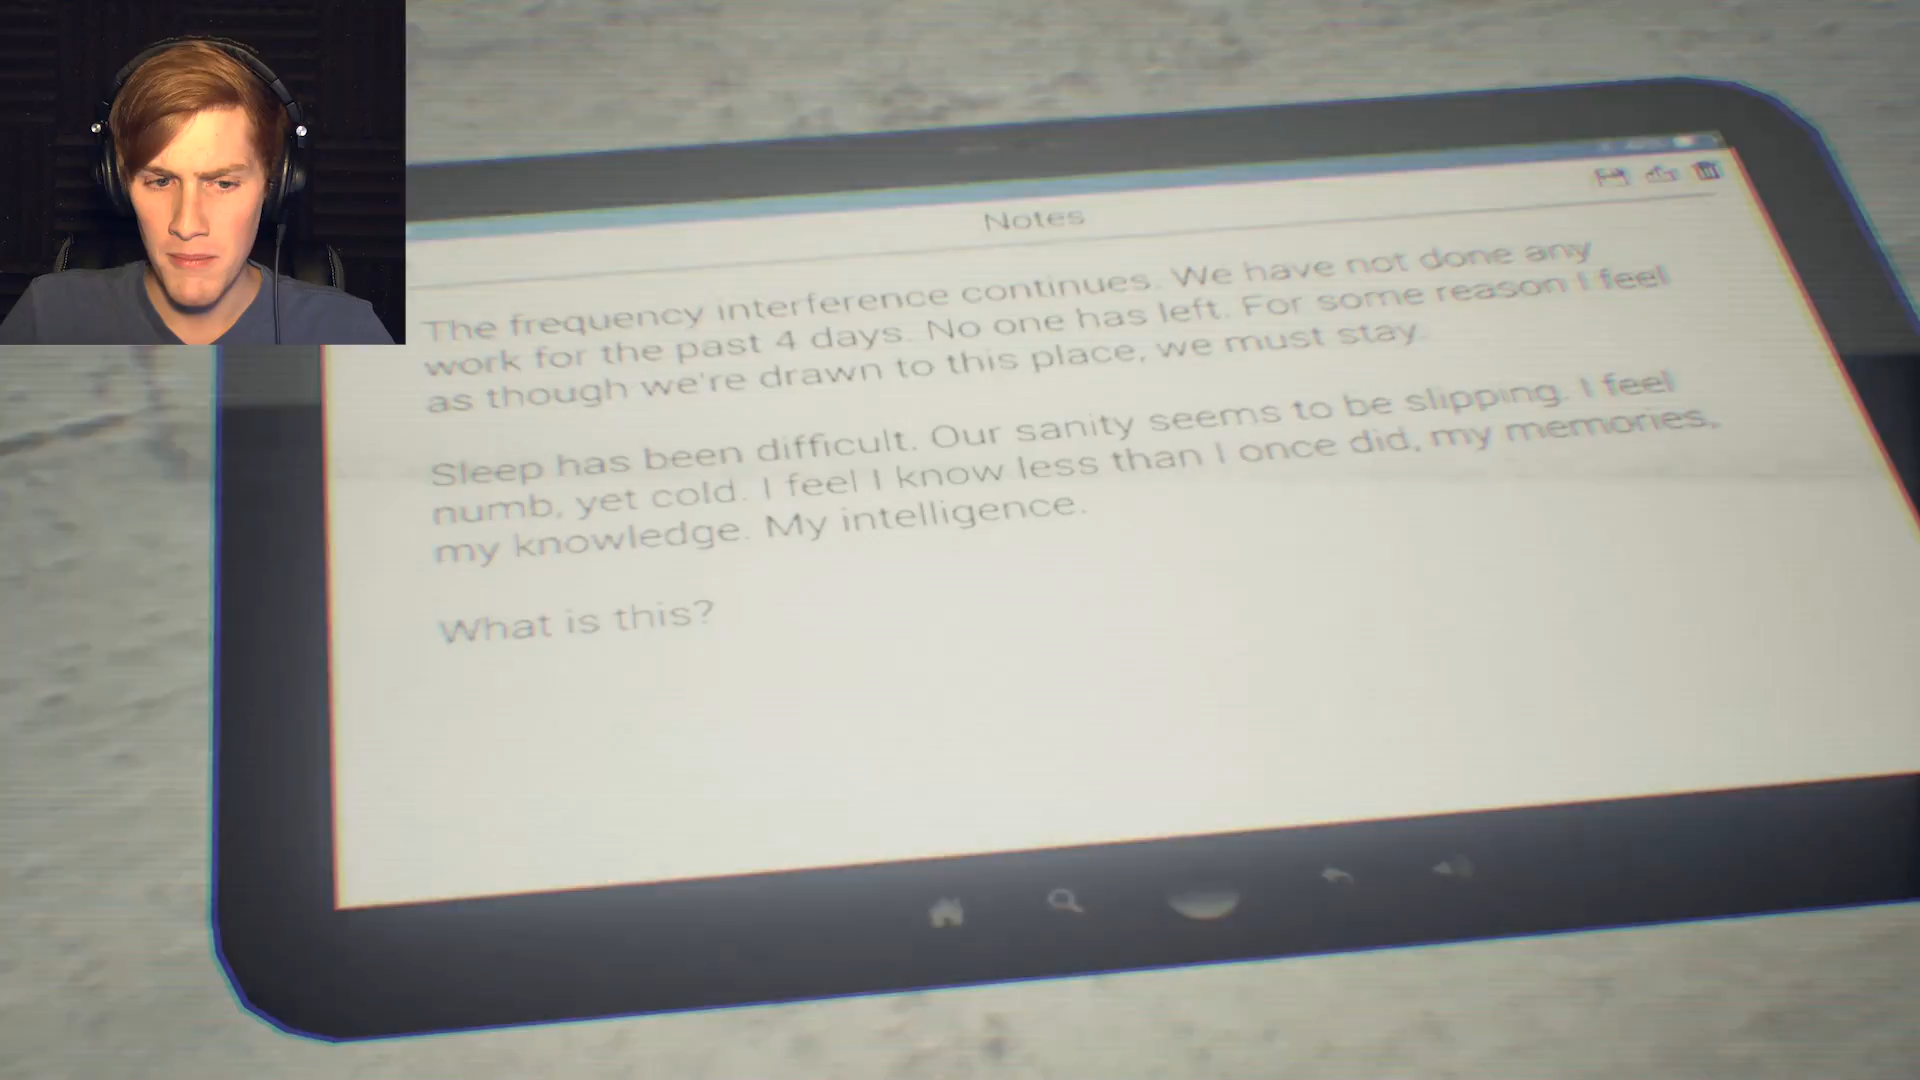 Notes
The frequency interference continues. We have not done any
work for the past 4 days. No one has left. For some reason I feel
as though we're drawn to this place, we must stay.
Sleep has been difficult. Our sanity seems to be slipping. I feel
numb, yet cold. I feel I know less than I once did, my memories,
my knowledge. My intelligence.
What is this?